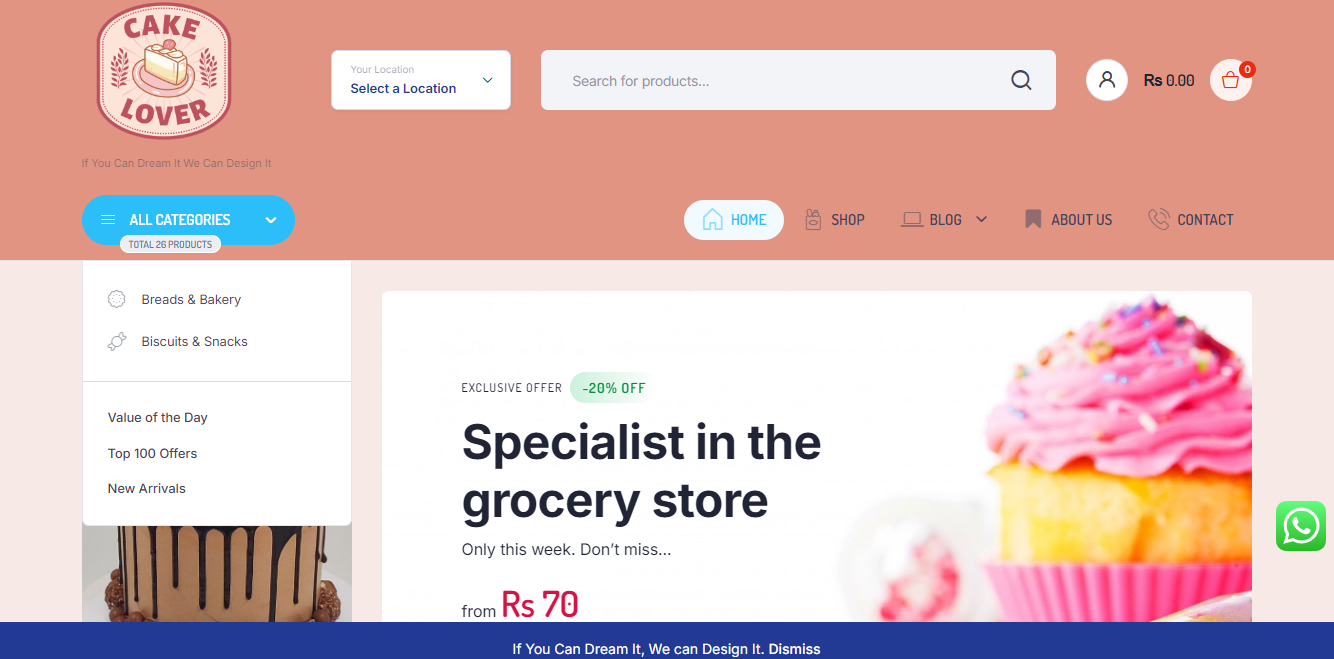 CAKE
LOVER
If You Can Dream It We Can Design It
Your Location
Select a Location
Search for products...
Rs 0.00
0
ALL CATEGORIES
TOTAL 26 PRODUCTS
HOME
SHOP
BLOG
ABOUT US
CONTACT
Breads & Bakery
Biscuits & Snacks
Value of the Day
Top 100 Offers
New Arrivals
EXCLUSIVE OFFER
-20% OFF
Specialist in the
grocery store
Only this week. Don’t miss...
from Rs 70
If You Can Dream It, We can Design It. Dismiss